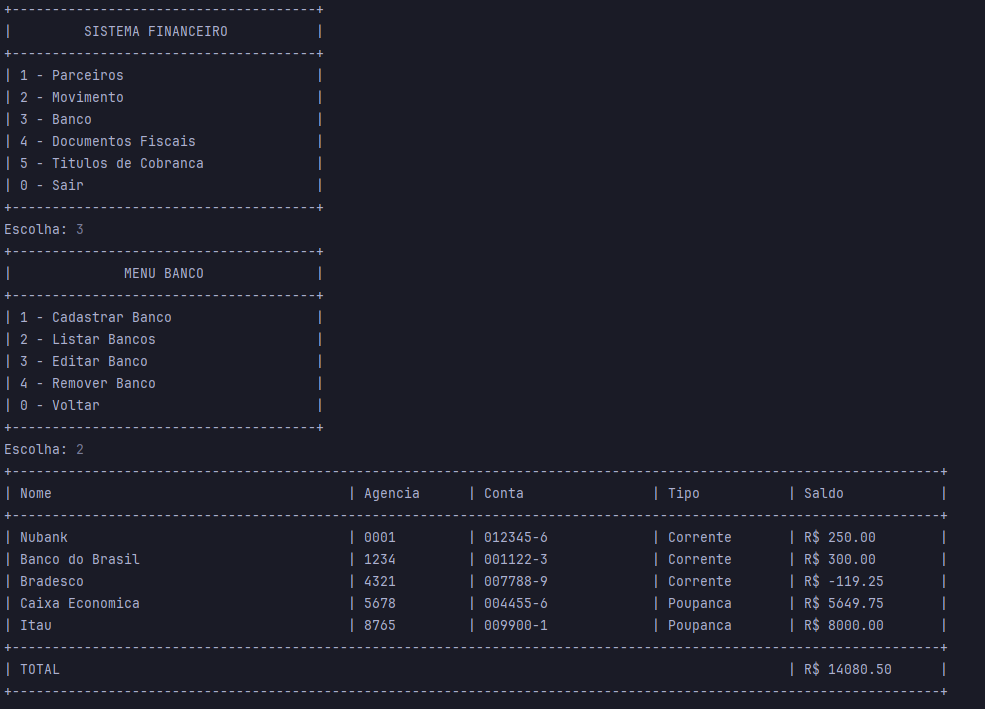 +--------------------------------------+
|         SISTEMA FINANCEIRO           |
+--------------------------------------+
| 1 - Parceiros                        |
| 2 - Movimento                        |
| 3 - Banco                            |
| 4 - Documentos Fiscais               |
| 5 - Titulos de Cobranca              |
| 0 - Sair                             |
+--------------------------------------+
Escolha: 3
+--------------------------------------+
|              MENU BANCO              |
+--------------------------------------+
| 1 - Cadastrar Banco                  |
| 2 - Listar Bancos                    |
| 3 - Editar Banco                     |
| 4 - Remover Banco                    |
| 0 - Voltar                           |
+--------------------------------------+
Escolha: 2
+--------------------------------------------------------------------------------------------------------------------+
| Nome                                     | Agencia      | Conta                | Tipo           | Saldo            |
+--------------------------------------------------------------------------------------------------------------------+
| Nubank                                   | 0001         | 012345-6             | Corrente       | R$ 250.00        |
| Banco do Brasil                          | 1234         | 001122-3             | Corrente       | R$ 300.00        |
| Bradesco                                 | 4321         | 007788-9             | Corrente       | R$ -119.25       |
| Caixa Economica                          | 5678         | 004455-6             | Poupanca       | R$ 5649.75       |
| Itau                                     | 8765         | 009900-1             | Poupanca       | R$ 8000.00       |
+--------------------------------------------------------------------------------------------------------------------+
| TOTAL                                                                                          | R$ 14080.50      |
+--------------------------------------------------------------------------------------------------------------------+